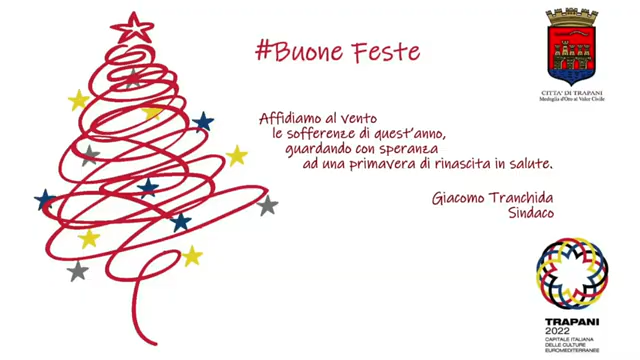 #Buone Feste
CITTA' DI TRAPANI
Medaglia d'Oro al Valor Civile
Affidiamo al vento
le sofferenze di quest'anno,
guardando con speranza
ad una primavera di rinascita in salute.
Giacomo Tranchida
Sindaco
TRAPANI
2022
CAPITALE ITALIANA
DELLE CULTURE
EUROMEDITERRANEE